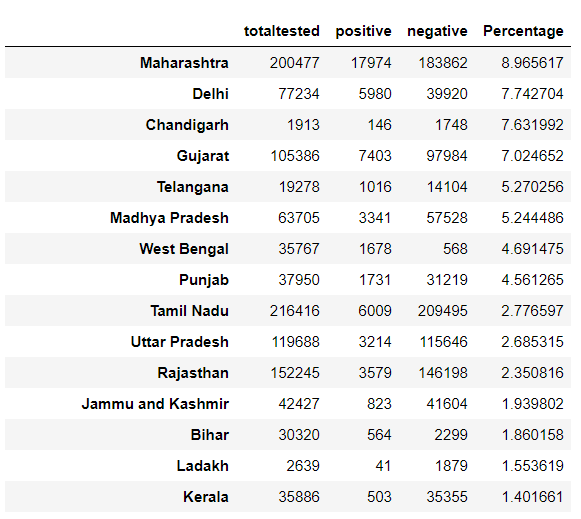 totaltested positive negative Percentage
Maharashtra 200477 17974 183862 8.965617
Delhi 77234 5980 39920 7.742704
Chandigarh 1913 146 1748 7.631992
Gujarat 105386 7403 97984 7.024652
Telangana 19278 1016 14104 5.270256
Madhya Pradesh 63705 3341 57528 5.244486
West Bengal 35767 1678 568 4.691475
Punjab 37950 1731 31219 4.561265
Tamil Nadu 216416 6009 209495 2.776597
Uttar Pradesh 119688 3214 115646 2.685315
Rajasthan 152245 3579 146198 2.350816
Jammu and Kashmir 42427 823 41604 1.939802
Bihar 30320 564 2299 1.860158
Ladakh 2639 41 1879 1.553619
Kerala 35886 503 35355 1.401661